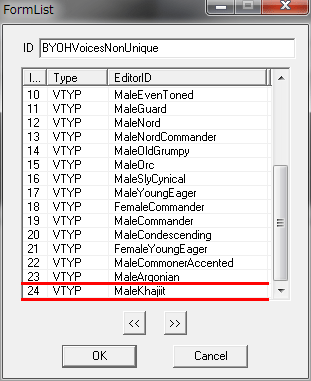 FormList
ID BYOHVoicesNonUnique
I... Type EditorID
10 VTYP MaleEvenToned
11 VTYP MaleGuard
12 VTYP MaleNord
13 VTYP MaleNordCommander
14 VTYP MaleOldGrumpy
15 VTYP MaleOrc
16 VTYP MaleSlyCynical
17 VTYP MaleYoungEager
18 VTYP FemaleCommander
19 VTYP MaleCommander
20 VTYP MaleCondescending
21 VTYP FemaleYoungEager
22 VTYP MaleCommonerAccented
23 VTYP MaleArgonian
24 VTYP MaleKhajiit
<< >>
OK Cancel